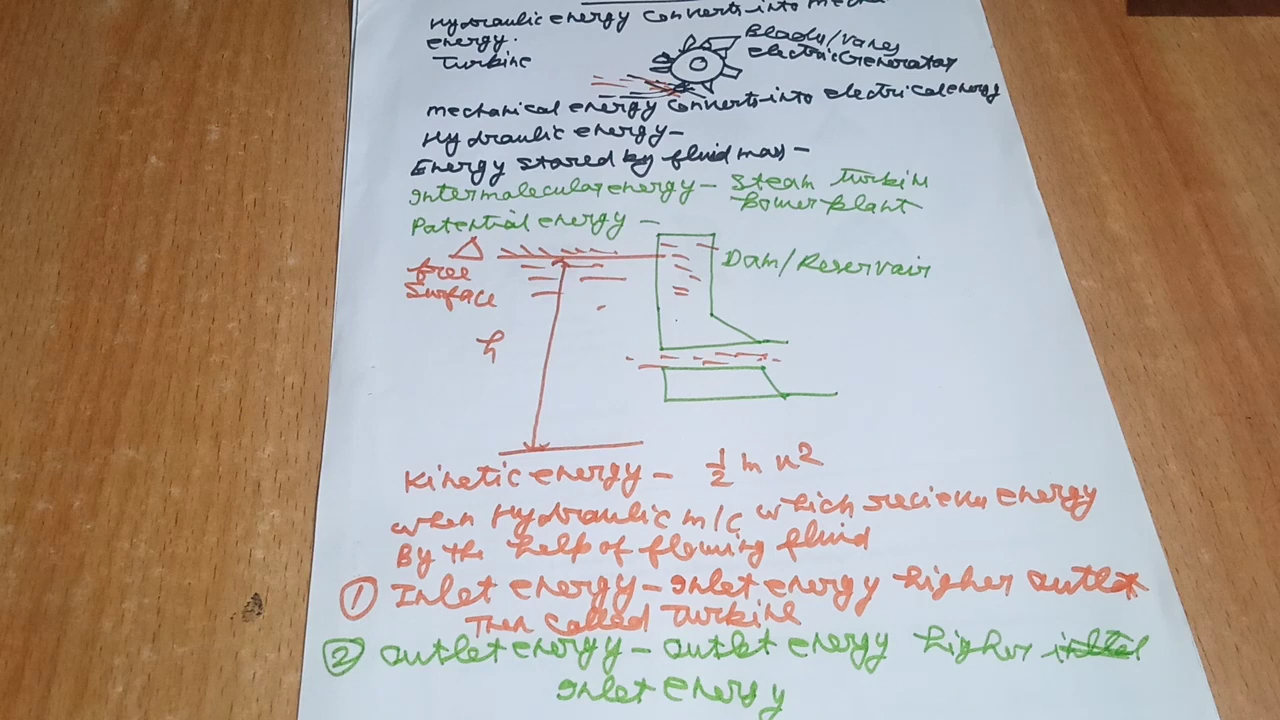 Hydraulic energy converts into mecha
energy.
Turbine
Blades/Vanes
electric Generator
mechanical energy converts into electrical energy
Hydraulic energy-
Energy stored by fluid mass -
Intermolecular energy - Steam Turbine
Power plant
Potential energy -
Free
Surface
Dam/Reservoir
h
Kinetic energy - 1/2 m u²
when Hydraulic m/c which recieve energy
By the help of flowing fluid
① Inlet energy - Inlet energy higher outlet
Then called Turbine
② outlet energy - outlet energy higher
Inlet energy